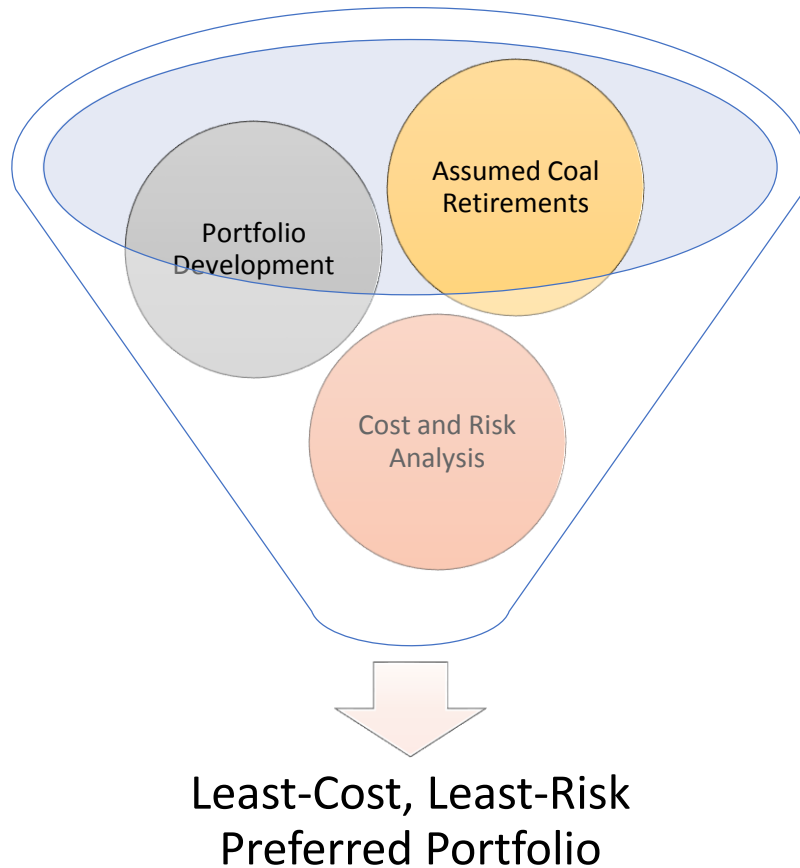 Assumed Coal
Retirements
Portfolio
Development
Cost and Risk
Analysis
Least-Cost, Least-Risk
Preferred Portfolio